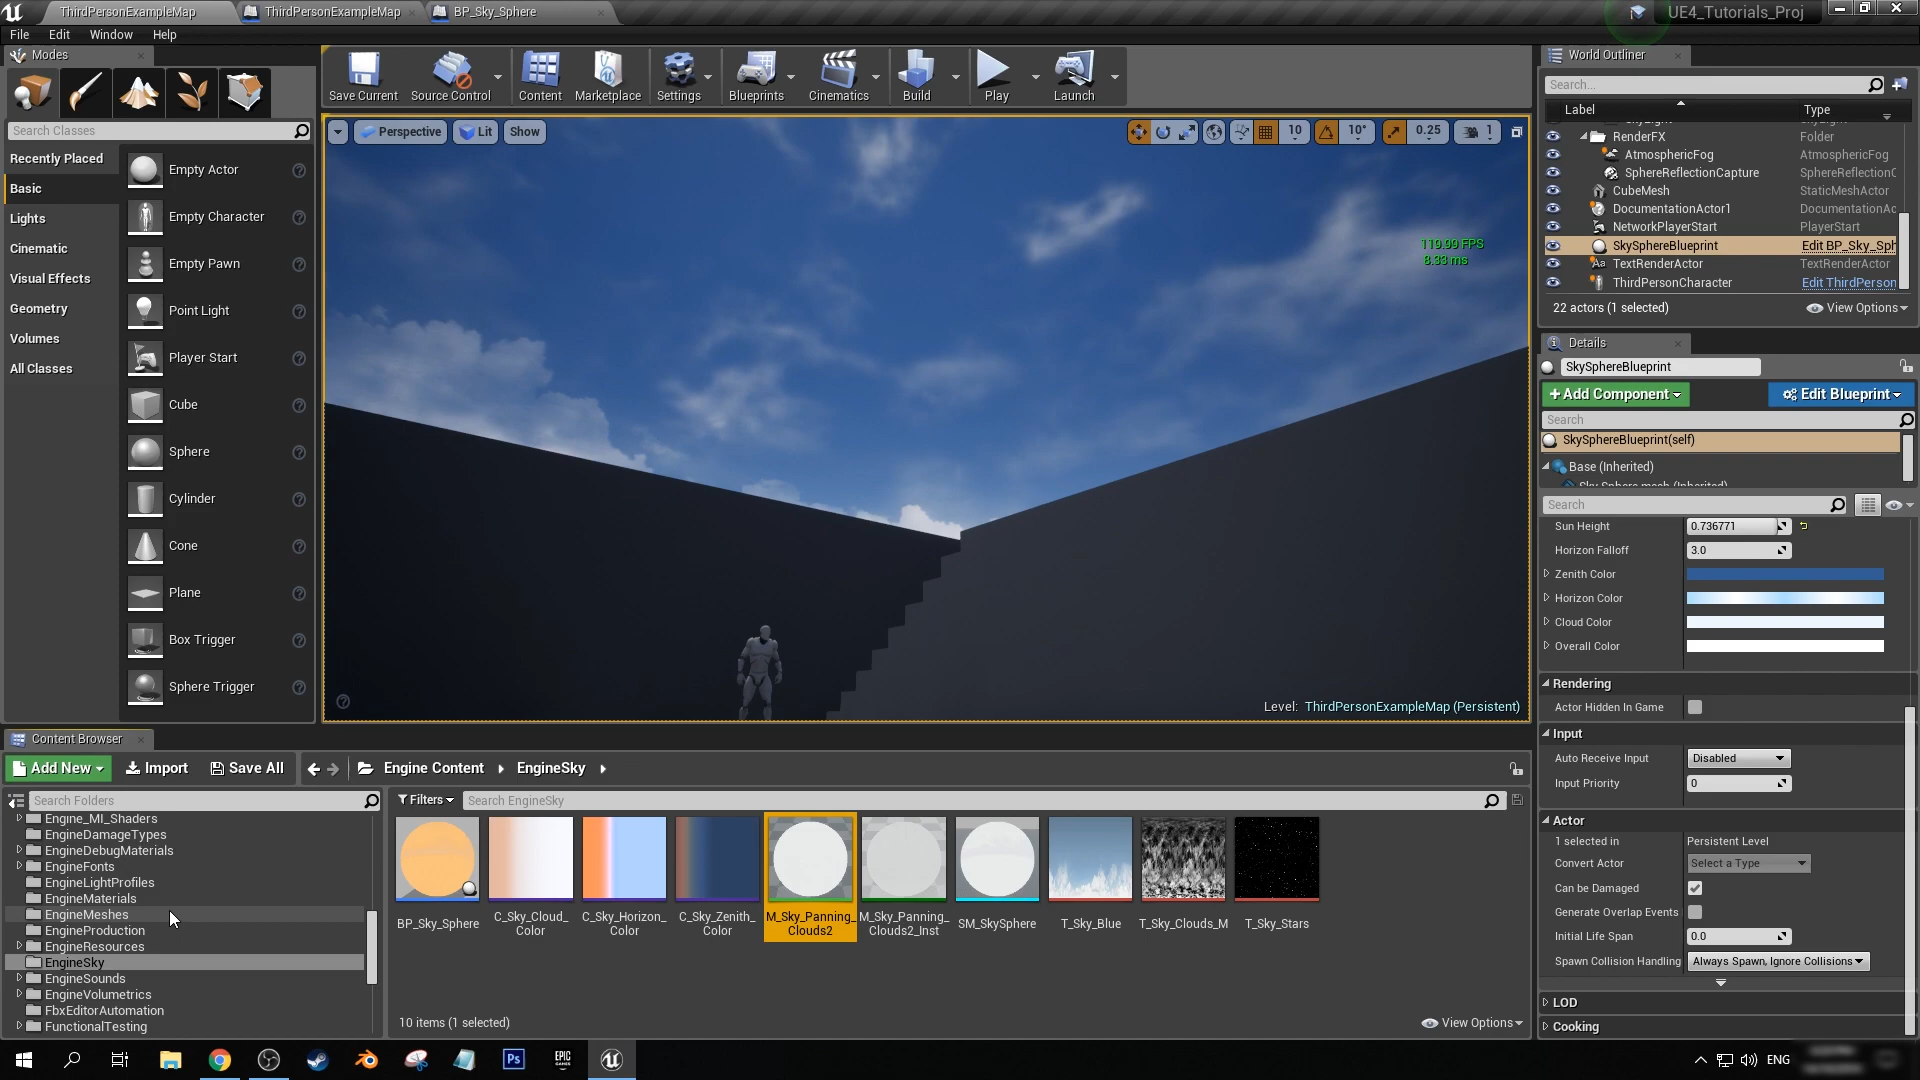 ThirdPersonExampleMap
ThirdPersonExampleMap
BP_Sky_Sphere
UE4_Tutorials_Proj
File Edit Window Help
Modes
Search Classes
Recently Placed
Basic
Lights
Cinematic
Visual Effects
Geometry
Volumes
All Classes
Empty Actor
Empty Character
Empty Pawn
Point Light
Player Start
Cube
Sphere
Cylinder
Cone
Plane
Box Trigger
Sphere Trigger
Save Current
Source Control
Content
Marketplace
Settings
Blueprints
Cinematics
Build
Play
Launch
Perspective Lit Show
10 10° 0.25 1
119.99 FPS
8.33 ms
Level: ThirdPersonExampleMap (Persistent)
World Outliner
Search...
Label Type
RenderFX Folder
AtmosphericFog AtmosphericFog
SphereReflectionCapture SphereReflectionC
CubeMesh StaticMeshActor
DocumentationActor1 DocumentationAc
NetworkPlayerStart PlayerStart
SkySphereBlueprint Edit BP_Sky_Sph
TextRenderActor TextRenderActor
ThirdPersonCharacter Edit ThirdPerson
22 actors (1 selected) View Options
Details
SkySphereBlueprint
+Add Component Edit Blueprint
Search
SkySphereBlueprint(self)
Base (Inherited)
Sky Sphere mesh (Inherited)
Search
Sun Height 0.736771
Horizon Falloff 3.0
Zenith Color
Horizon Color
Cloud Color
Overall Color
Rendering
Actor Hidden In Game
Input
Auto Receive Input Disabled
Input Priority 0
Actor
1 selected in Persistent Level
Convert Actor Select a Type
Can be Damaged
Generate Overlap Events
Initial Life Span 0.0
Spawn Collision Handling Always Spawn, Ignore Collisions
LOD
Cooking
Content Browser
Add New Import Save All Engine Content EngineSky
Search Folders
Filters Search EngineSky
Engine_MI_Shaders
EngineDamageTypes
EngineDebugMaterials
EngineFonts
EngineLightProfiles
EngineMaterials
EngineMeshes
EngineProduction
EngineResources
EngineSky
EngineSounds
EngineVolumetrics
FbxEditorAutomation
FunctionalTesting
BP_Sky_Sphere
C_Sky_Cloud_
Color
C_Sky_Horizon_
Color
C_Sky_Zenith_
Color
M_Sky_Panning_
Clouds2
M_Sky_Panning_
Clouds2_Inst
SM_SkySphere
T_Sky_Blue
T_Sky_Clouds_M
T_Sky_Stars
10 items (1 selected) View Options
Ps
EPIC
GAMES
ENG